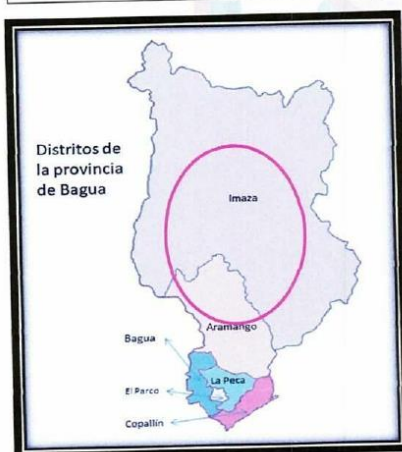 Distritos de
la provincia
de Bagua
Imaza
Aramango
Bagua
La Peca
El Parco
Copallín